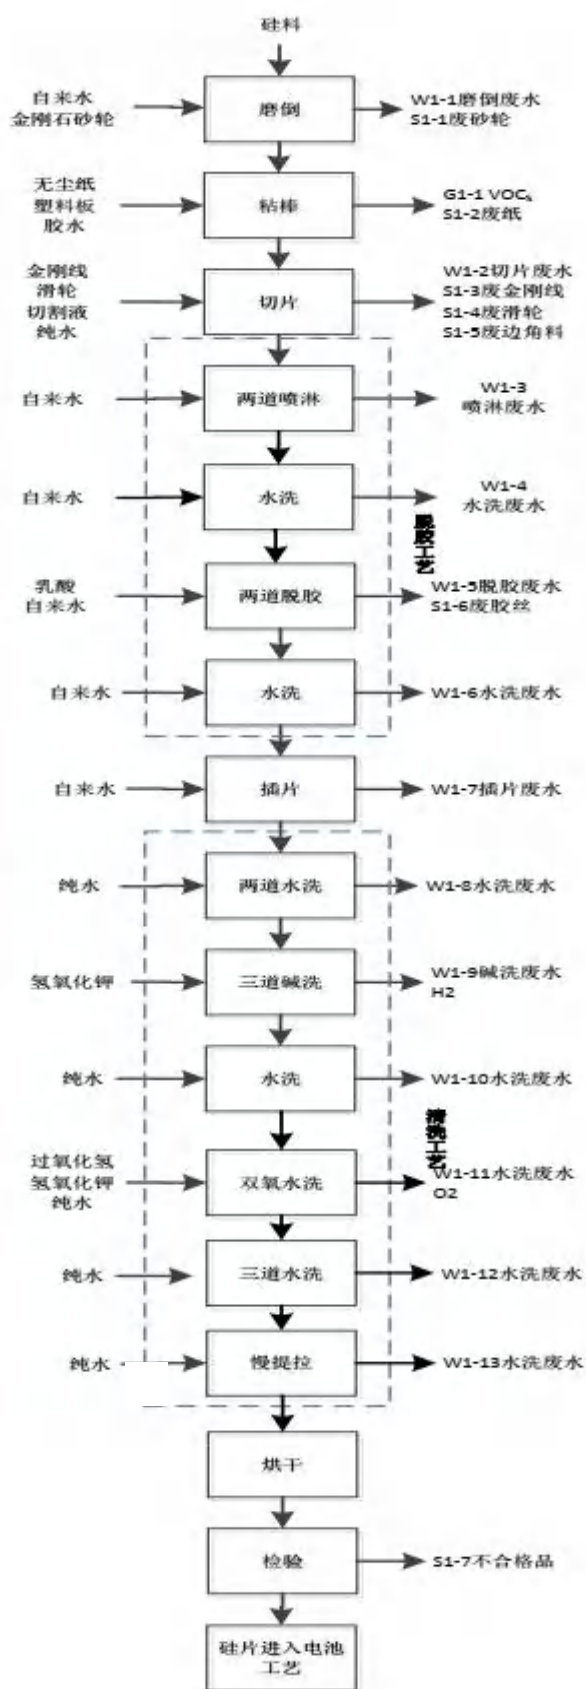 硅料
自来水
金刚石砂轮
磨倒
W1-1磨倒废水
S1-1废砂轮
无尘纸
塑料板
胶水
粘棒
G1-1 VOCs
S1-2废纸
金刚线
滑轮
切割液
纯水
切片
W1-2切片废水
S1-3废金刚线
S1-4废滑轮
S1-5废边角料
自来水
两道喷淋
W1-3
喷淋废水
自来水
水洗
W1-4
水洗废水
脱胶工艺
乳酸
自来水
两道脱胶
W1-5脱胶废水
S1-6废胶丝
自来水
水洗
W1-6水洗废水
自来水
插片
W1-7插片废水
纯水
两道水洗
W1-8水洗废水
氢氧化钾
三道碱洗
W1-9碱洗废水
H2
纯水
水洗
W1-10水洗废水
清洗工艺
过氧化氢
氢氧化钾
纯水
双氧水洗
W1-11水洗废水
O2
纯水
三道水洗
W1-12水洗废水
纯水
慢提拉
W1-13水洗废水
烘干
检验
S1-7不合格品
硅片进入电池
工艺